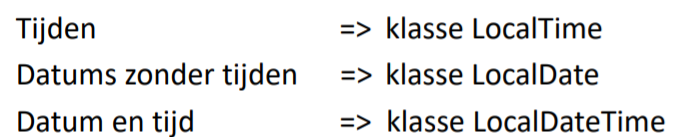 Tijden => klasse LocalTime
Datums zonder tijden => klasse LocalDate
Datum en tijd => klasse LocalDateTime